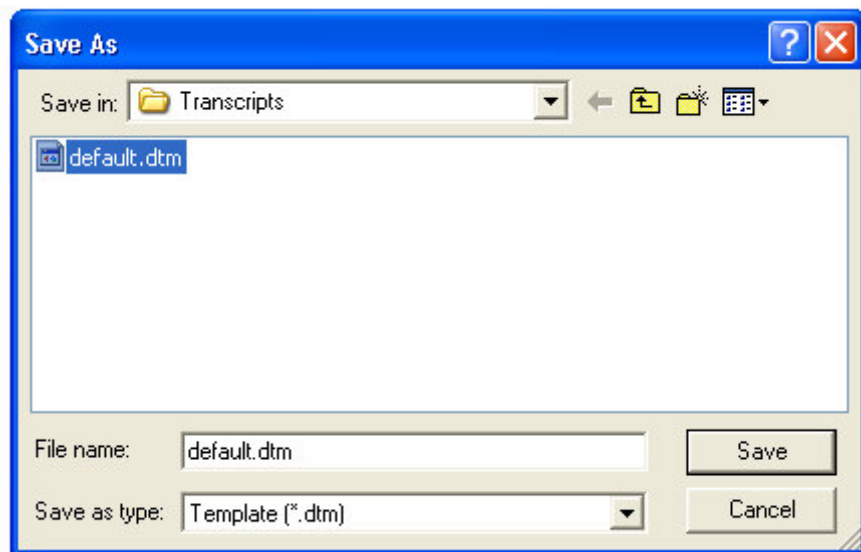 Save As
Save in: Transcripts
default.dtm
File name: default.dtm
Save
Save as type: Template (*.dtm)
Cancel